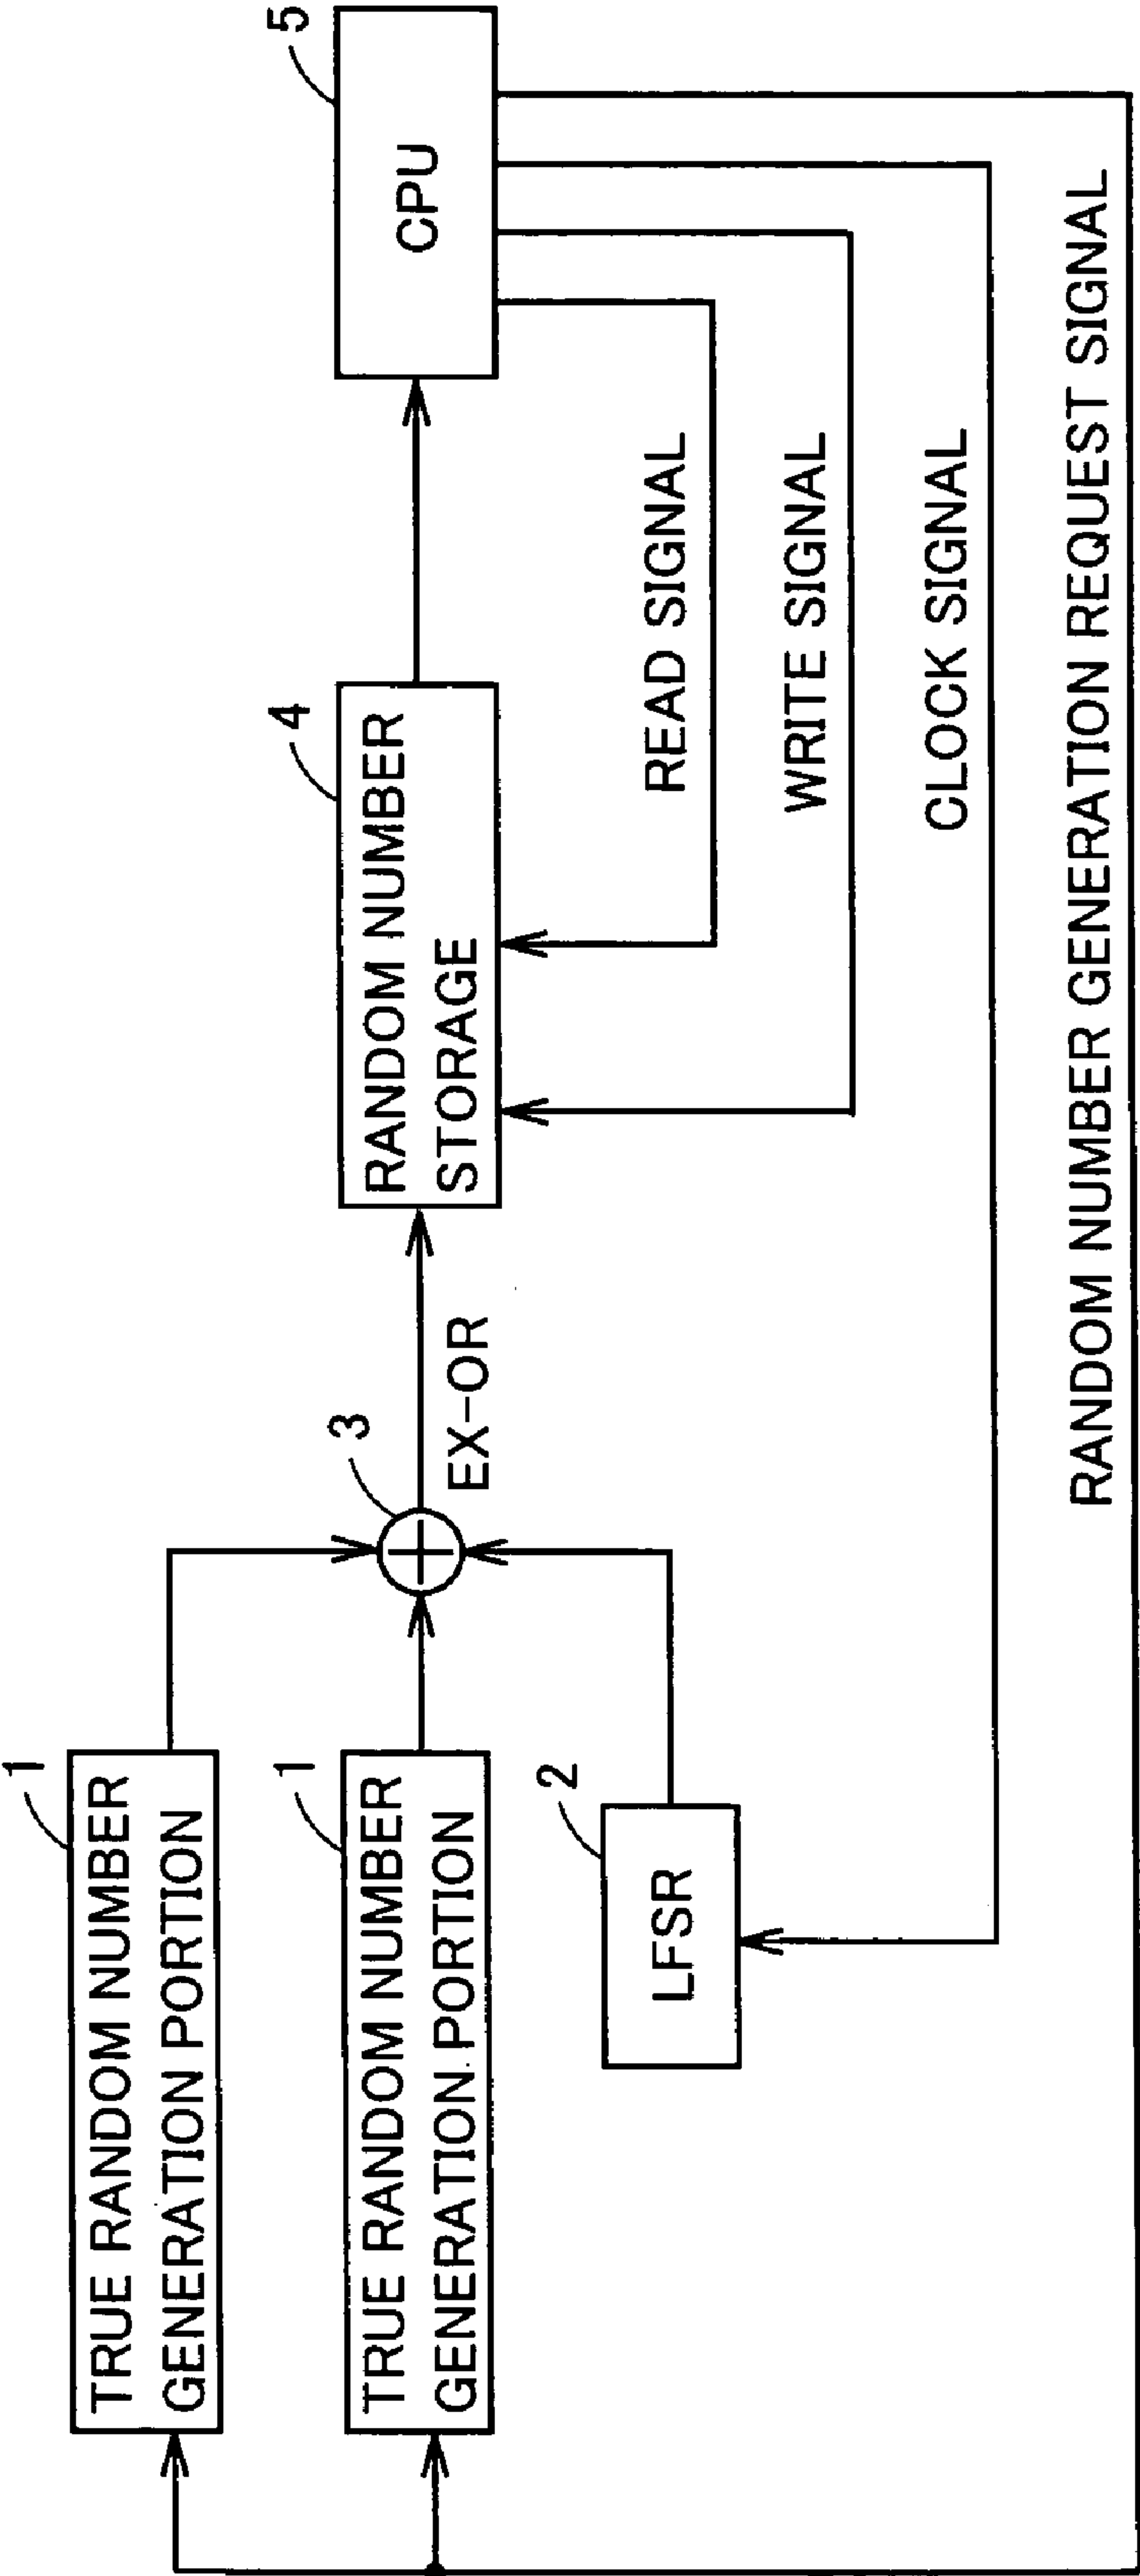 1
TRUE RANDOM NUMBER
GENERATION PORTION
1
TRUE RANDOM NUMBER
GENERATION PORTION
2
LFSR
3
EX-OR
4
RANDOM NUMBER
STORAGE
5
CPU
READ SIGNAL
WRITE SIGNAL
CLOCK SIGNAL
RANDOM NUMBER GENERATION REQUEST SIGNAL